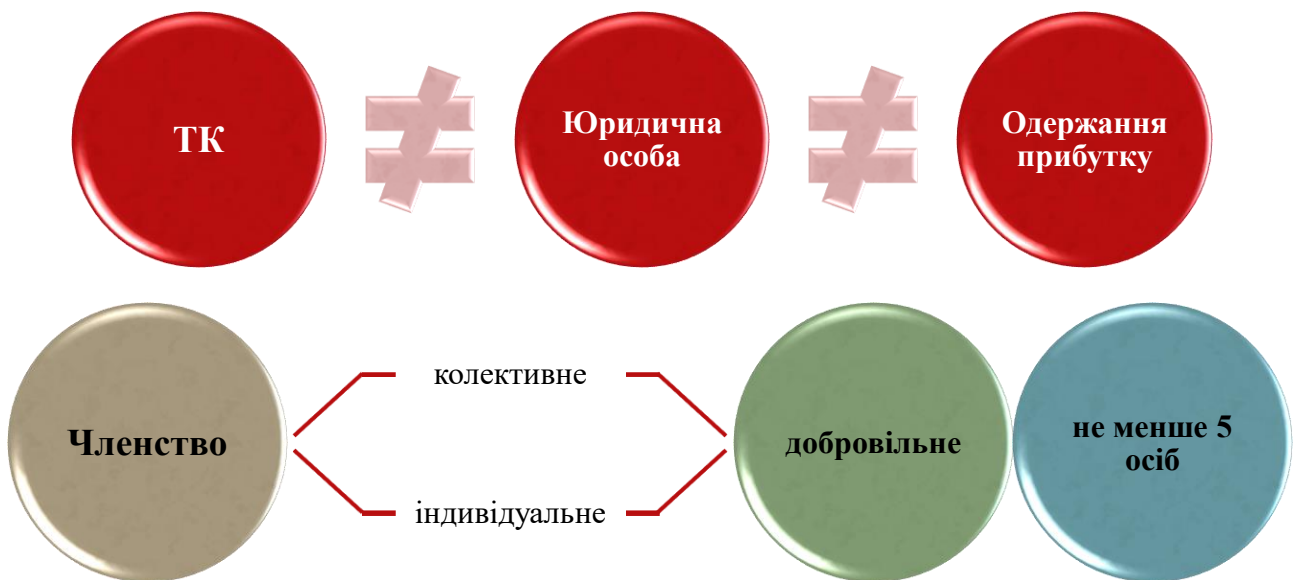 ТК
≠
Юридична
особа
≠
Одержання
прибутку
Членство
колективне
індивідуальне
добровільне
не менше 5
осіб